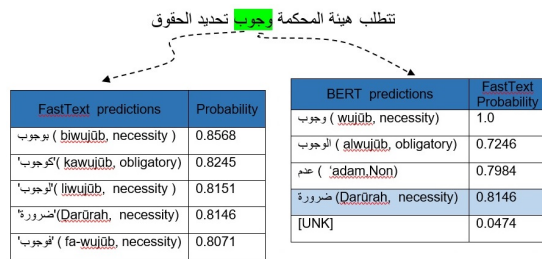 تتطلب هيئة المحكمة وجوب تحديد الحقوق
FastText predictions Probability
بوجوب ( biwujūb, necessity ) 0.8568
'كوجوب' ( kawujūb, obligatory) 0.8245
'لوجوب' ( liwujūb, necessity ) 0.8151
'ضرورة' (Darūrah, necessity) 0.8146
'فوجوب' ( fa-wujūb, necessity) 0.8071
BERT predictions FastText Probability
وجوب ( wujūb, necessity) 1.0
الوجوب ( alwujūb, obligatory) 0.7246
عدم ( ‘adam,Non) 0.7984
ضرورة (Darūrah, necessity) 0.8146
[UNK] 0.0474